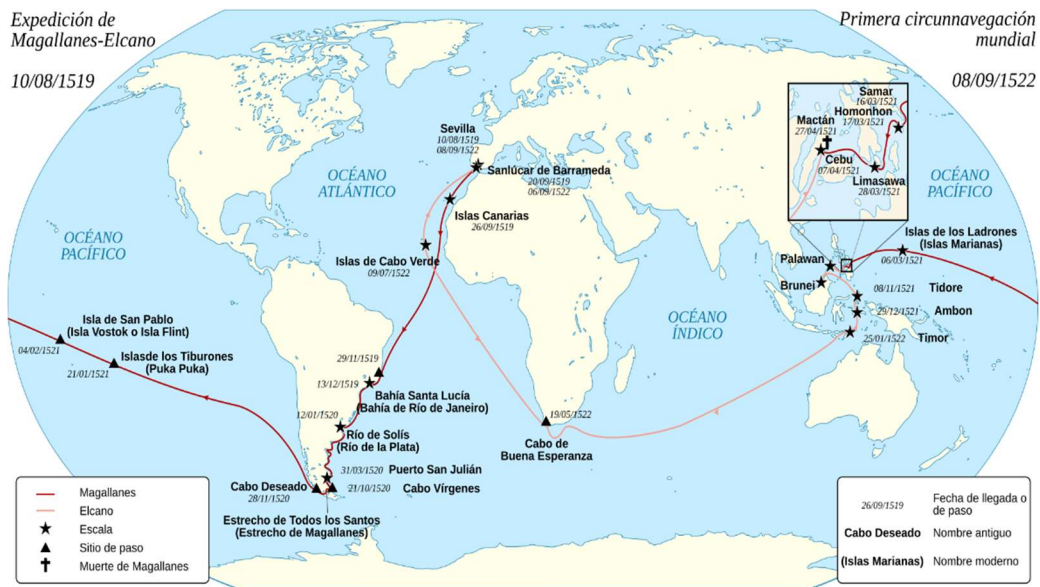 Expedición de
Magallanes-Elcano
10/08/1519
Primera circunnavegación
mundial
08/09/1522
Samar
16/03/1521
Homonhon
17/03/1521
Mactán
27/04/1521
Cebu
07/04/1521
Limasawa
28/03/1521
Sevilla
10/08/1519
08/09/1522
Sanlúcar de Barrameda
20/09/1519
06/09/1522
OCÉANO
ATLÁNTICO
OCÉANO
PACÍFICO
Islas Canarias
26/09/1519
OCÉANO
PACÍFICO
Islas de Cabo Verde
09/07/1522
Islas de los Ladrones
(Islas Marianas)
06/03/1521
Palawan
Brunei
08/11/1521 Tidore
29/12/1521 Ambon
25/01/1522 Timor
OCÉANO
ÍNDICO
Isla de San Pablo
(Isla Vostok o Isla Flint)
04/02/1521
Islasde los Tiburones
(Puka Puka)
21/01/1521
29/11/1519
13/12/1519
Bahía Santa Lucía
(Bahía de Río de Janeiro)
12/01/1520
Río de Solís
(Río de la Plata)
19/05/1522
Cabo de
Buena Esperanza
31/03/1520 Puerto San Julián
Cabo Deseado
28/11/1520
21/10/1520 Cabo Vírgenes
Estrecho de Todos los Santos
(Estrecho de Magallanes)
Magallanes
Elcano
Escala
Sitio de paso
Muerte de Magallanes
26/09/1519 Fecha de llegada o
de paso
Cabo Deseado Nombre antiguo
(Islas Marianas) Nombre moderno